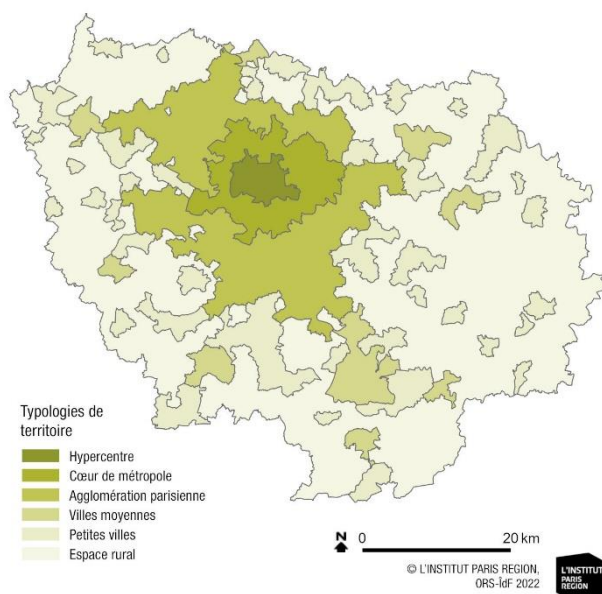 Typologies de
territoire
Hypercentre
Cœur de métropole
Agglomération parisienne
Villes moyennes
Petites villes
Espace rural
N 0 20 km
© L'INSTITUT PARIS REGION,
ORS-ÎdF 2022
L'INSTITUT
PARIS
REGION